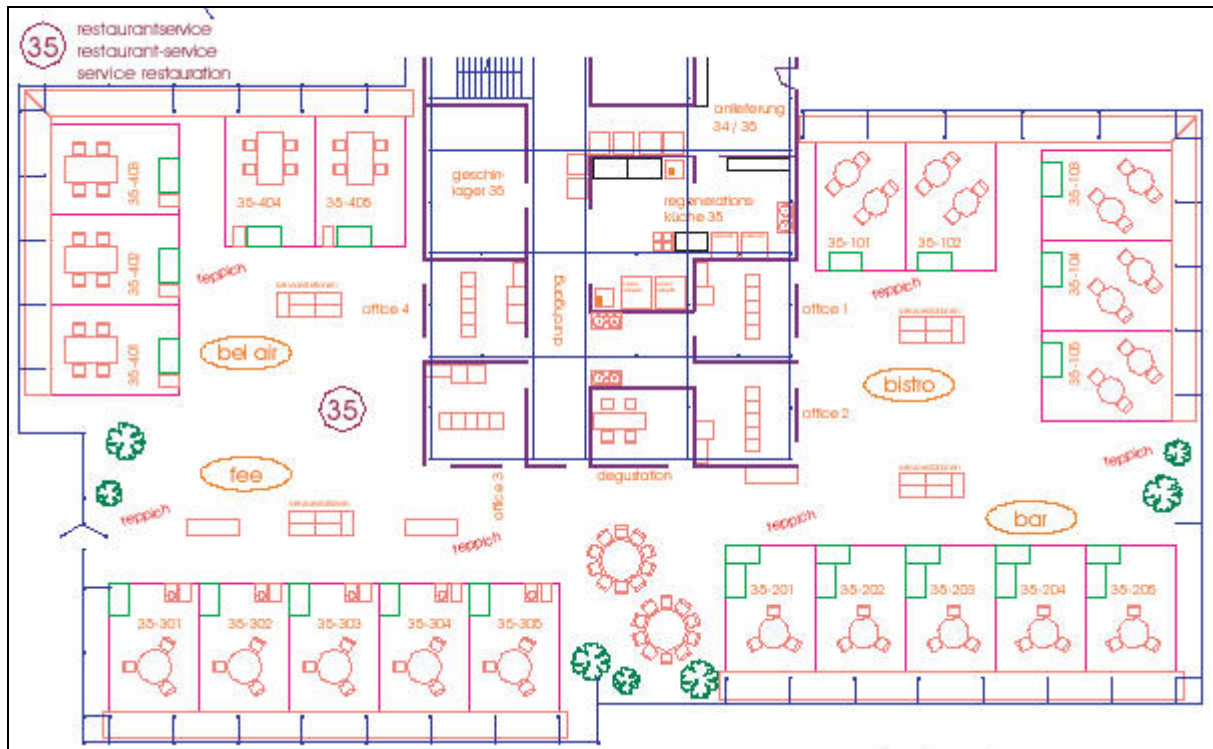 35
restaurantservice
restaurant-service
service restauration
anlieferung
34 / 35
geschirr
lager 35
regenerations
küche 35
35-403
35-404
35-405
35-101
35-102
35-103
35-402
teppich
office 4
durchgang
office 1
teppich
35-104
35-401
bel air
35
bistro
35-105
office 2
fee
office 3
degustation
teppich
bar
teppich
teppich
teppich
35-301
35-302
35-303
35-304
35-305
35-201
35-202
35-203
35-204
35-205